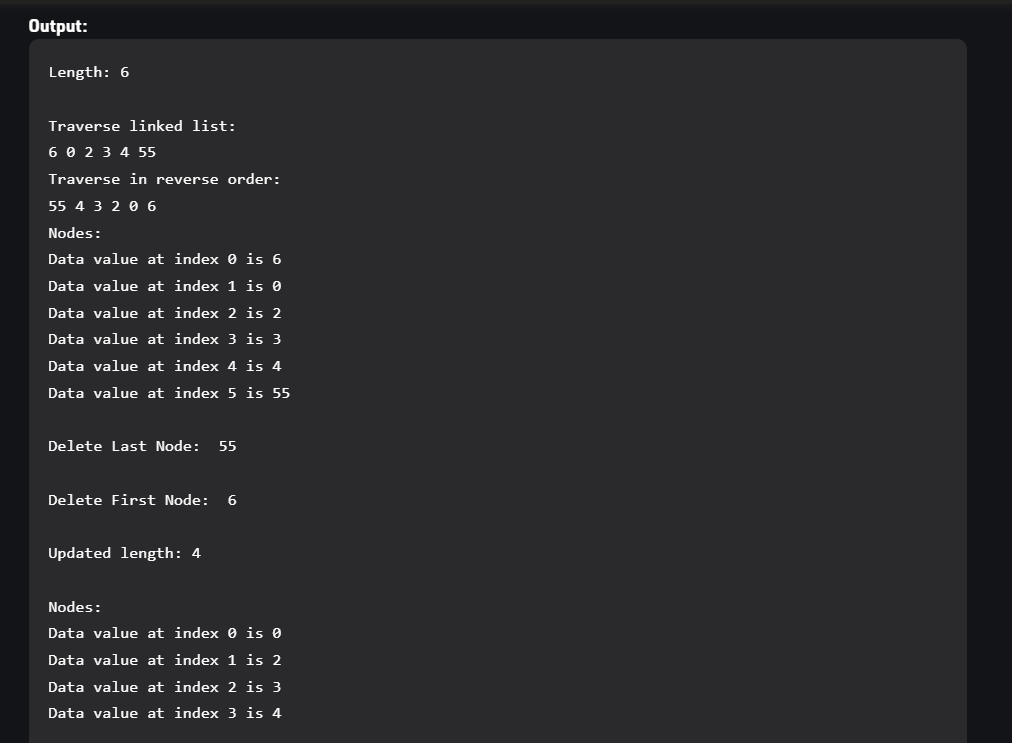 Output:
Length: 6
Traverse linked list:
6 0 2 3 4 55
Traverse in reverse order:
55 4 3 2 0 6
Nodes:
Data value at index 0 is 6
Data value at index 1 is 0
Data value at index 2 is 2
Data value at index 3 is 3
Data value at index 4 is 4
Data value at index 5 is 55
Delete Last Node:  55
Delete First Node:  6
Updated length: 4
Nodes:
Data value at index 0 is 0
Data value at index 1 is 2
Data value at index 2 is 3
Data value at index 3 is 4